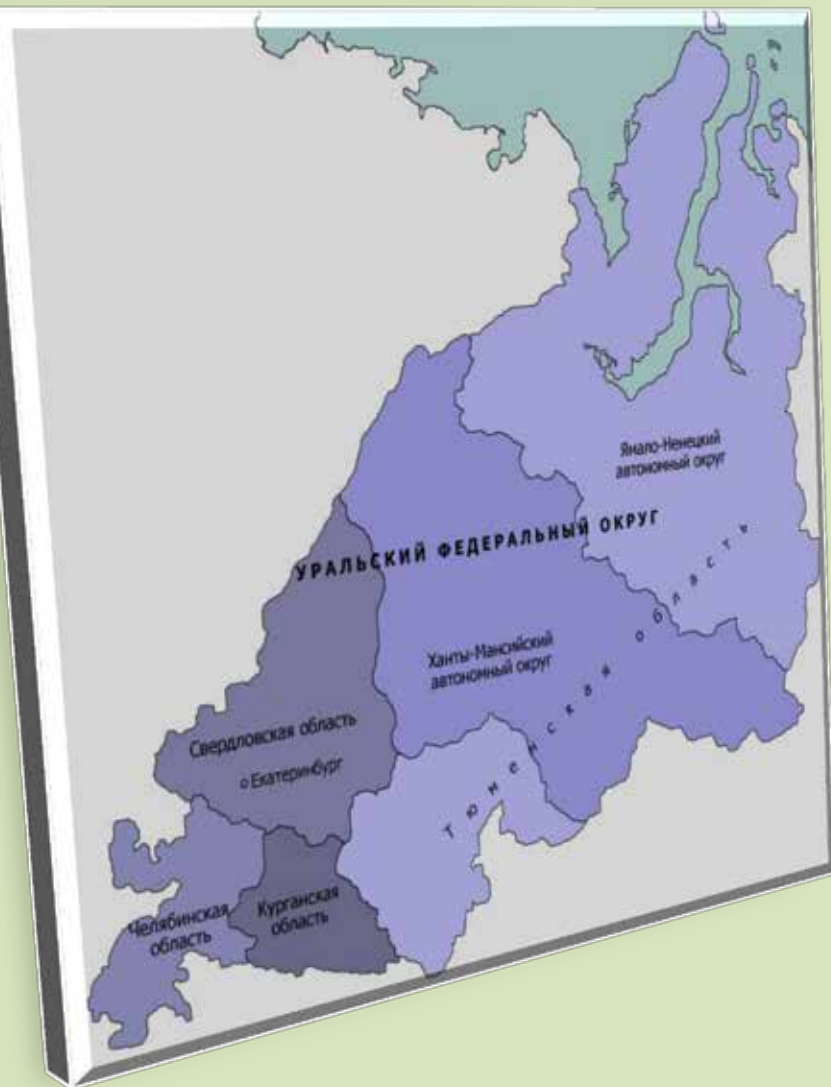 Ямало-Ненецкий
автономный округ
УРАЛЬСКИЙ ФЕДЕРАЛЬНЫЙ ОКРУГ
Ханты-Мансийский
автономный округ
Тюменская область
Свердловская область
Екатеринбург
Челябинская
область
Курганская
область